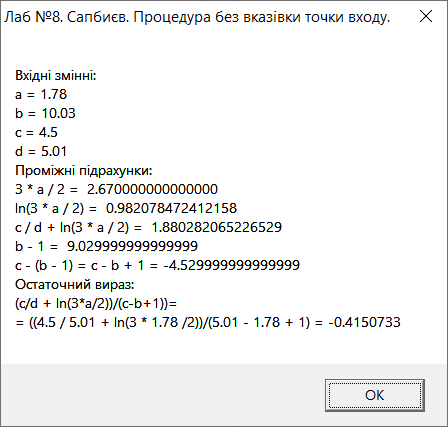 Лаб №8. Сапбиєв. Процедура без вказівки точки входу.
Вхідні змінні:
a = 1.78
b = 10.03
c = 4.5
d = 5.01
Проміжні підрахунки:
3 * a / 2 = 2.670000000000000
ln(3 * a / 2) = 0.982078472412158
c / d + ln(3 * a / 2) = 1.880282065226529
b - 1 = 9.029999999999999
c - (b - 1) = c - b + 1 = -4.529999999999999
Остаточний вираз:
(c/d + ln(3*a/2))/(c-b+1))=
= ((4.5 / 5.01 + ln(3 * 1.78 /2))/(5.01 - 1.78 + 1) = -0.4150733
OK